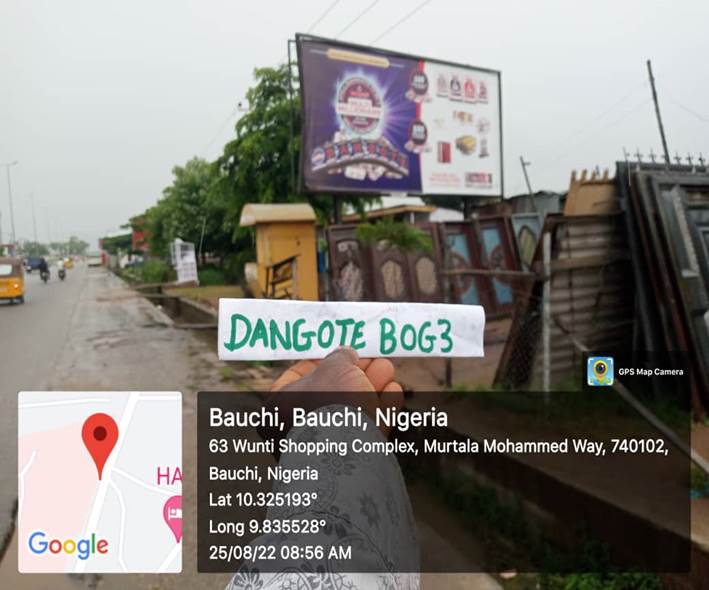 DANGOTE BOG3
GPS Map Camera
Bauchi, Bauchi, Nigeria
63 Wunti Shopping Complex, Murtala Mohammed Way, 740102,
Bauchi, Nigeria
Lat 10.325193°
Long 9.835528°
25/08/22 08:56 AM
HA
Google